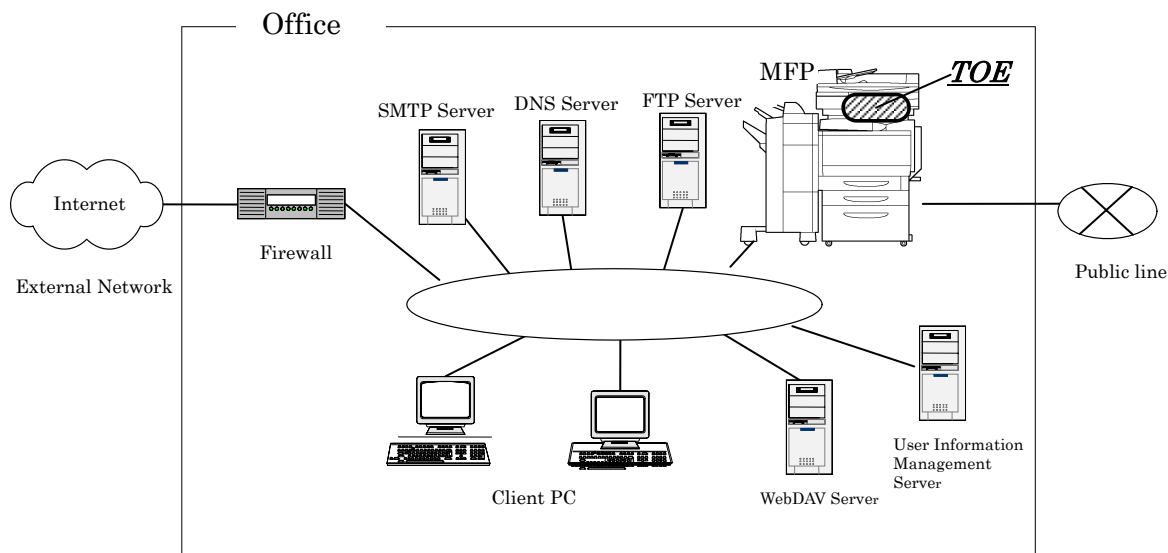 Office
MFP
TOE
SMTP Server
DNS Server
FTP Server
Internet
Firewall
External Network
Public line
Client PC
WebDAV Server
User Information
Management
Server